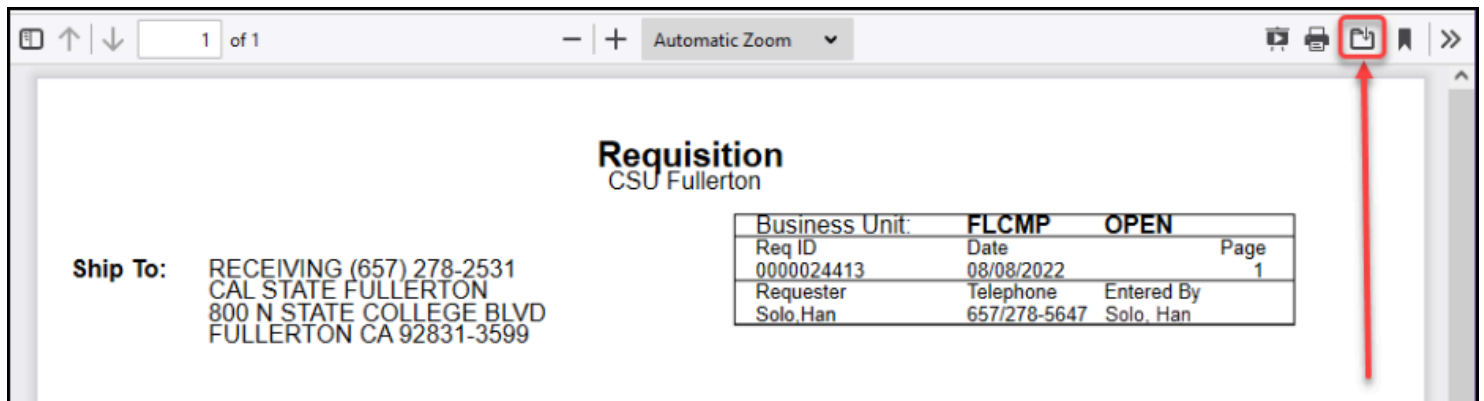 1 of 1 Automatic Zoom
Requisition
CSU Fullerton
Business Unit: FLCMP OPEN
Req ID Date Page
0000024413 08/08/2022 1
Requester Telephone Entered By
Solo,Han 657/278-5647 Solo, Han
Ship To: RECEIVING (657) 278-2531
CAL STATE FULLERTON
800 N STATE COLLEGE BLVD
FULLERTON CA 92831-3599